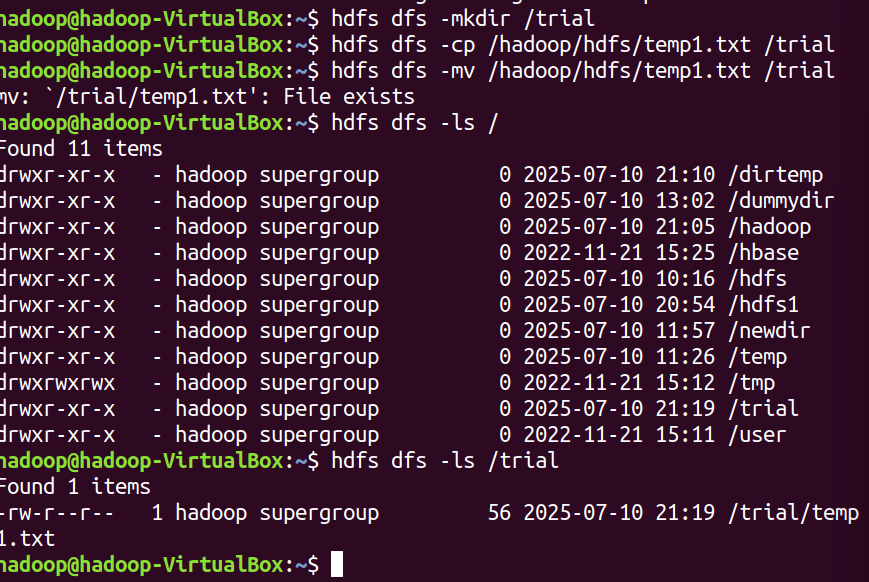 hadoop@hadoop-VirtualBox:~$ hdfs dfs -mkdir /trial
hadoop@hadoop-VirtualBox:~$ hdfs dfs -cp /hadoop/hdfs/temp1.txt /trial
hadoop@hadoop-VirtualBox:~$ hdfs dfs -mv /hadoop/hdfs/temp1.txt /trial
mv: `/trial/temp1.txt': File exists
hadoop@hadoop-VirtualBox:~$ hdfs dfs -ls /
Found 11 items
drwxr-xr-x   - hadoop supergroup          0 2025-07-10 21:10 /dirtemp
drwxr-xr-x   - hadoop supergroup          0 2025-07-10 13:02 /dummydir
drwxr-xr-x   - hadoop supergroup          0 2025-07-10 21:05 /hadoop
drwxr-xr-x   - hadoop supergroup          0 2022-11-21 15:25 /hbase
drwxr-xr-x   - hadoop supergroup          0 2025-07-10 10:16 /hdfs
drwxr-xr-x   - hadoop supergroup          0 2025-07-10 20:54 /hdfs1
drwxr-xr-x   - hadoop supergroup          0 2025-07-10 11:57 /newdir
drwxr-xr-x   - hadoop supergroup          0 2025-07-10 11:26 /temp
drwxrwxrwx   - hadoop supergroup          0 2022-11-21 15:12 /tmp
drwxr-xr-x   - hadoop supergroup          0 2025-07-10 21:19 /trial
drwxr-xr-x   - hadoop supergroup          0 2022-11-21 15:11 /user
hadoop@hadoop-VirtualBox:~$ hdfs dfs -ls /trial
Found 1 items
-rw-r--r--   1 hadoop supergroup         56 2025-07-10 21:19 /trial/temp
1.txt
hadoop@hadoop-VirtualBox:~$